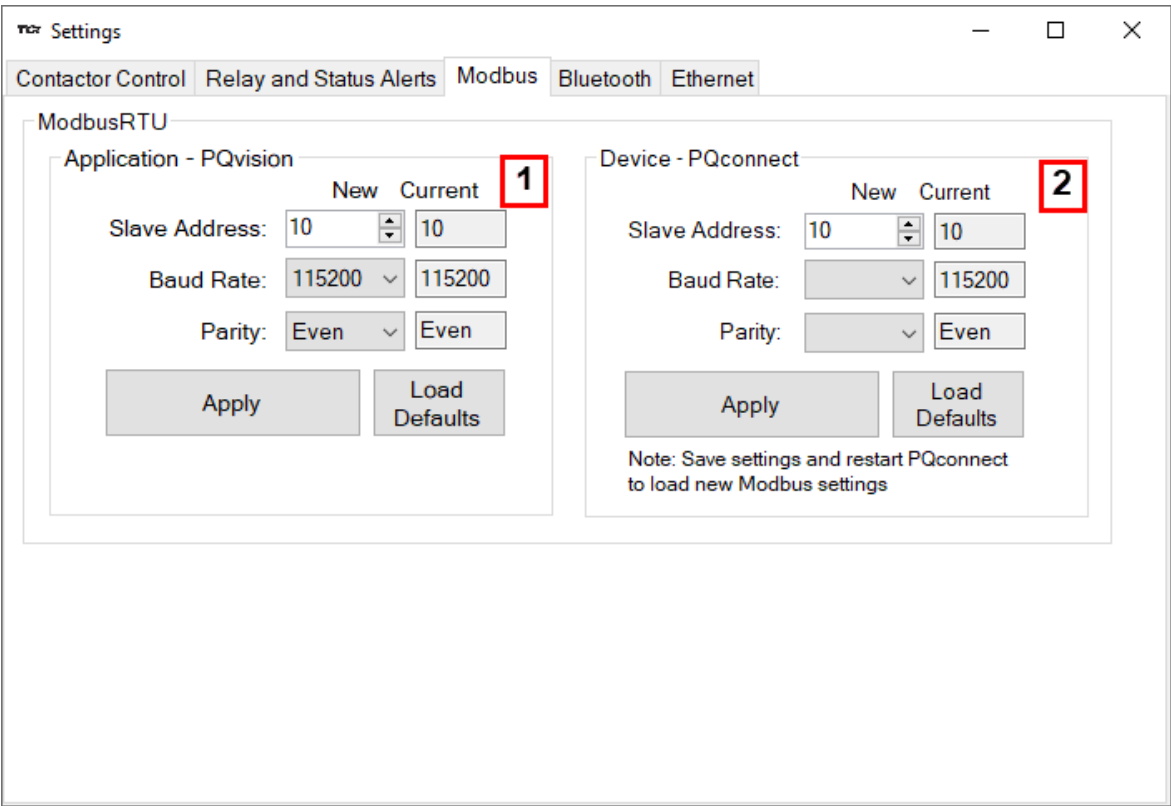 TCI Settings
Contactor Control Relay and Status Alerts Modbus Bluetooth Ethernet
ModbusRTU
Application - PQvision
1
New Current
Slave Address: 10 10
Baud Rate: 115200 115200
Parity: Even Even
Apply
Load
Defaults
Device - PQconnect
2
New Current
Slave Address: 10 10
Baud Rate: 115200
Parity: Even
Apply
Load
Defaults
Note: Save settings and restart PQconnect
to load new Modbus settings